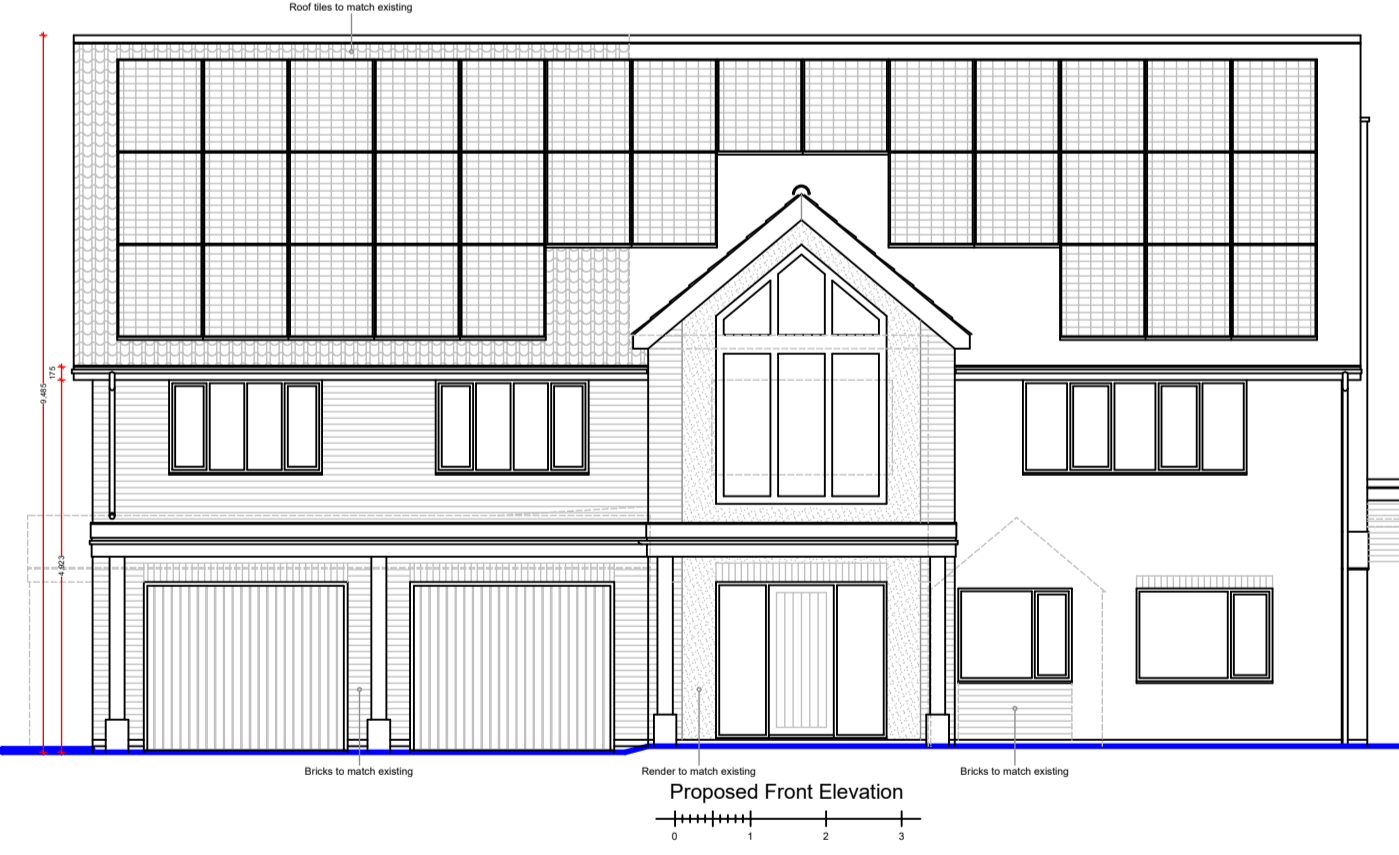 Roof tiles to match existing
175
9,485
4,923
Bricks to match existing
Render to match existing
Bricks to match existing
Proposed Front Elevation
0 1 2 3